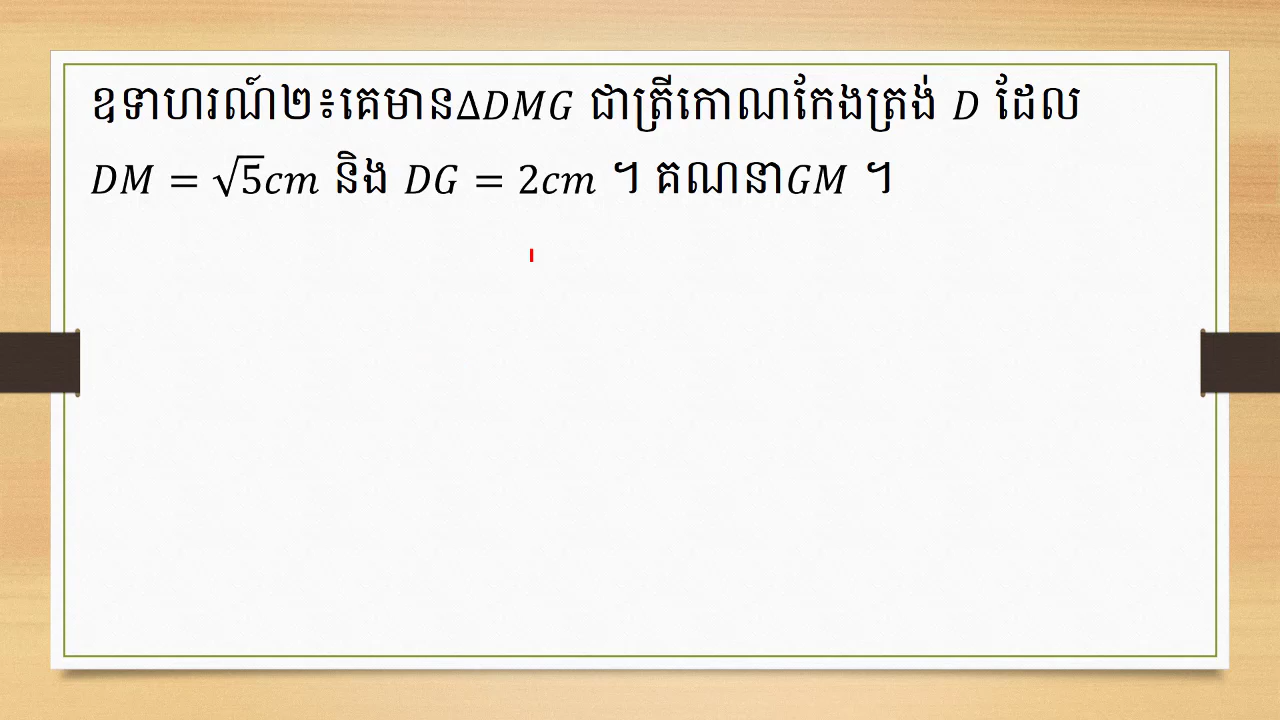 ឧទាហរណ៍២៖គេមានΔDMG ជាត្រីកោណកែងត្រង់ D ដែល
DM = √5cm និង DG = 2cm ។ គណនាGM ។